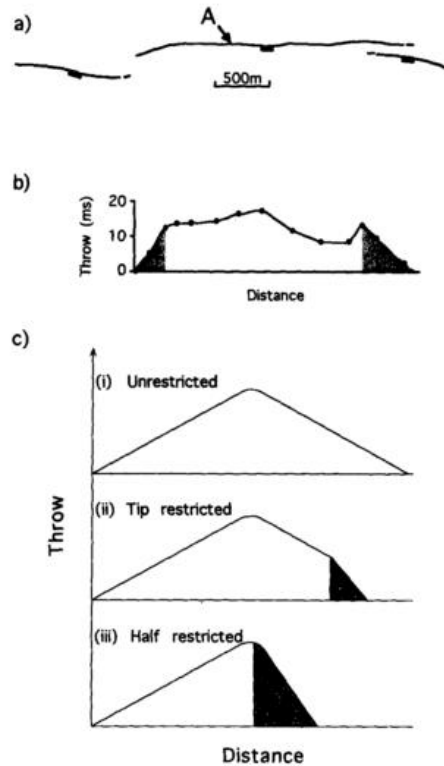 a)
A
500m
b)
Throw (ms)
20
10
0
Distance
c)
(i) Unrestricted
(ii) Tip restricted
(iii) Half restricted
Throw
Distance